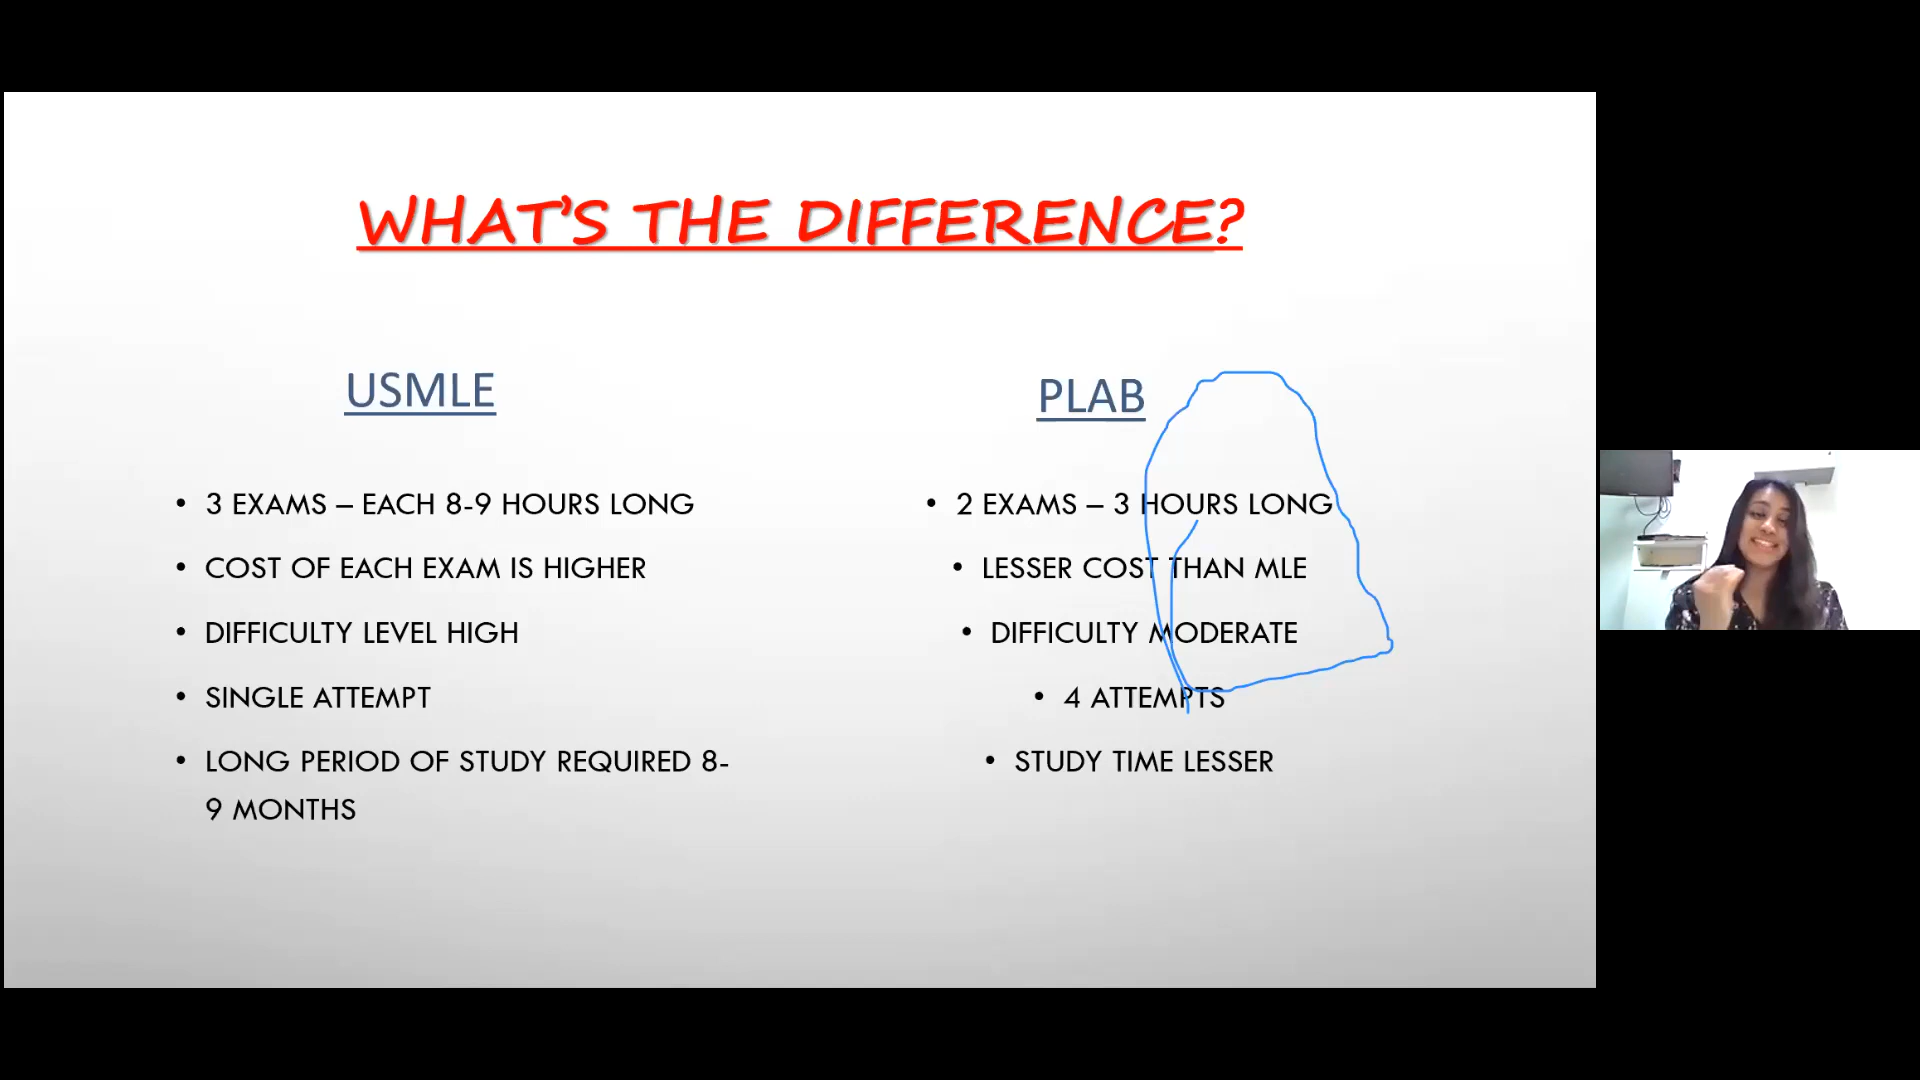 WHAT'S THE DIFFERENCE?
USMLE
• 3 EXAMS – EACH 8-9 HOURS LONG
• COST OF EACH EXAM IS HIGHER
• DIFFICULTY LEVEL HIGH
• SINGLE ATTEMPT
• LONG PERIOD OF STUDY REQUIRED 8-
9 MONTHS
PLAB
• 2 EXAMS – 3 HOURS LONG
• LESSER COST THAN MLE
• DIFFICULTY MODERATE
• 4 ATTEMPTS
• STUDY TIME LESSER